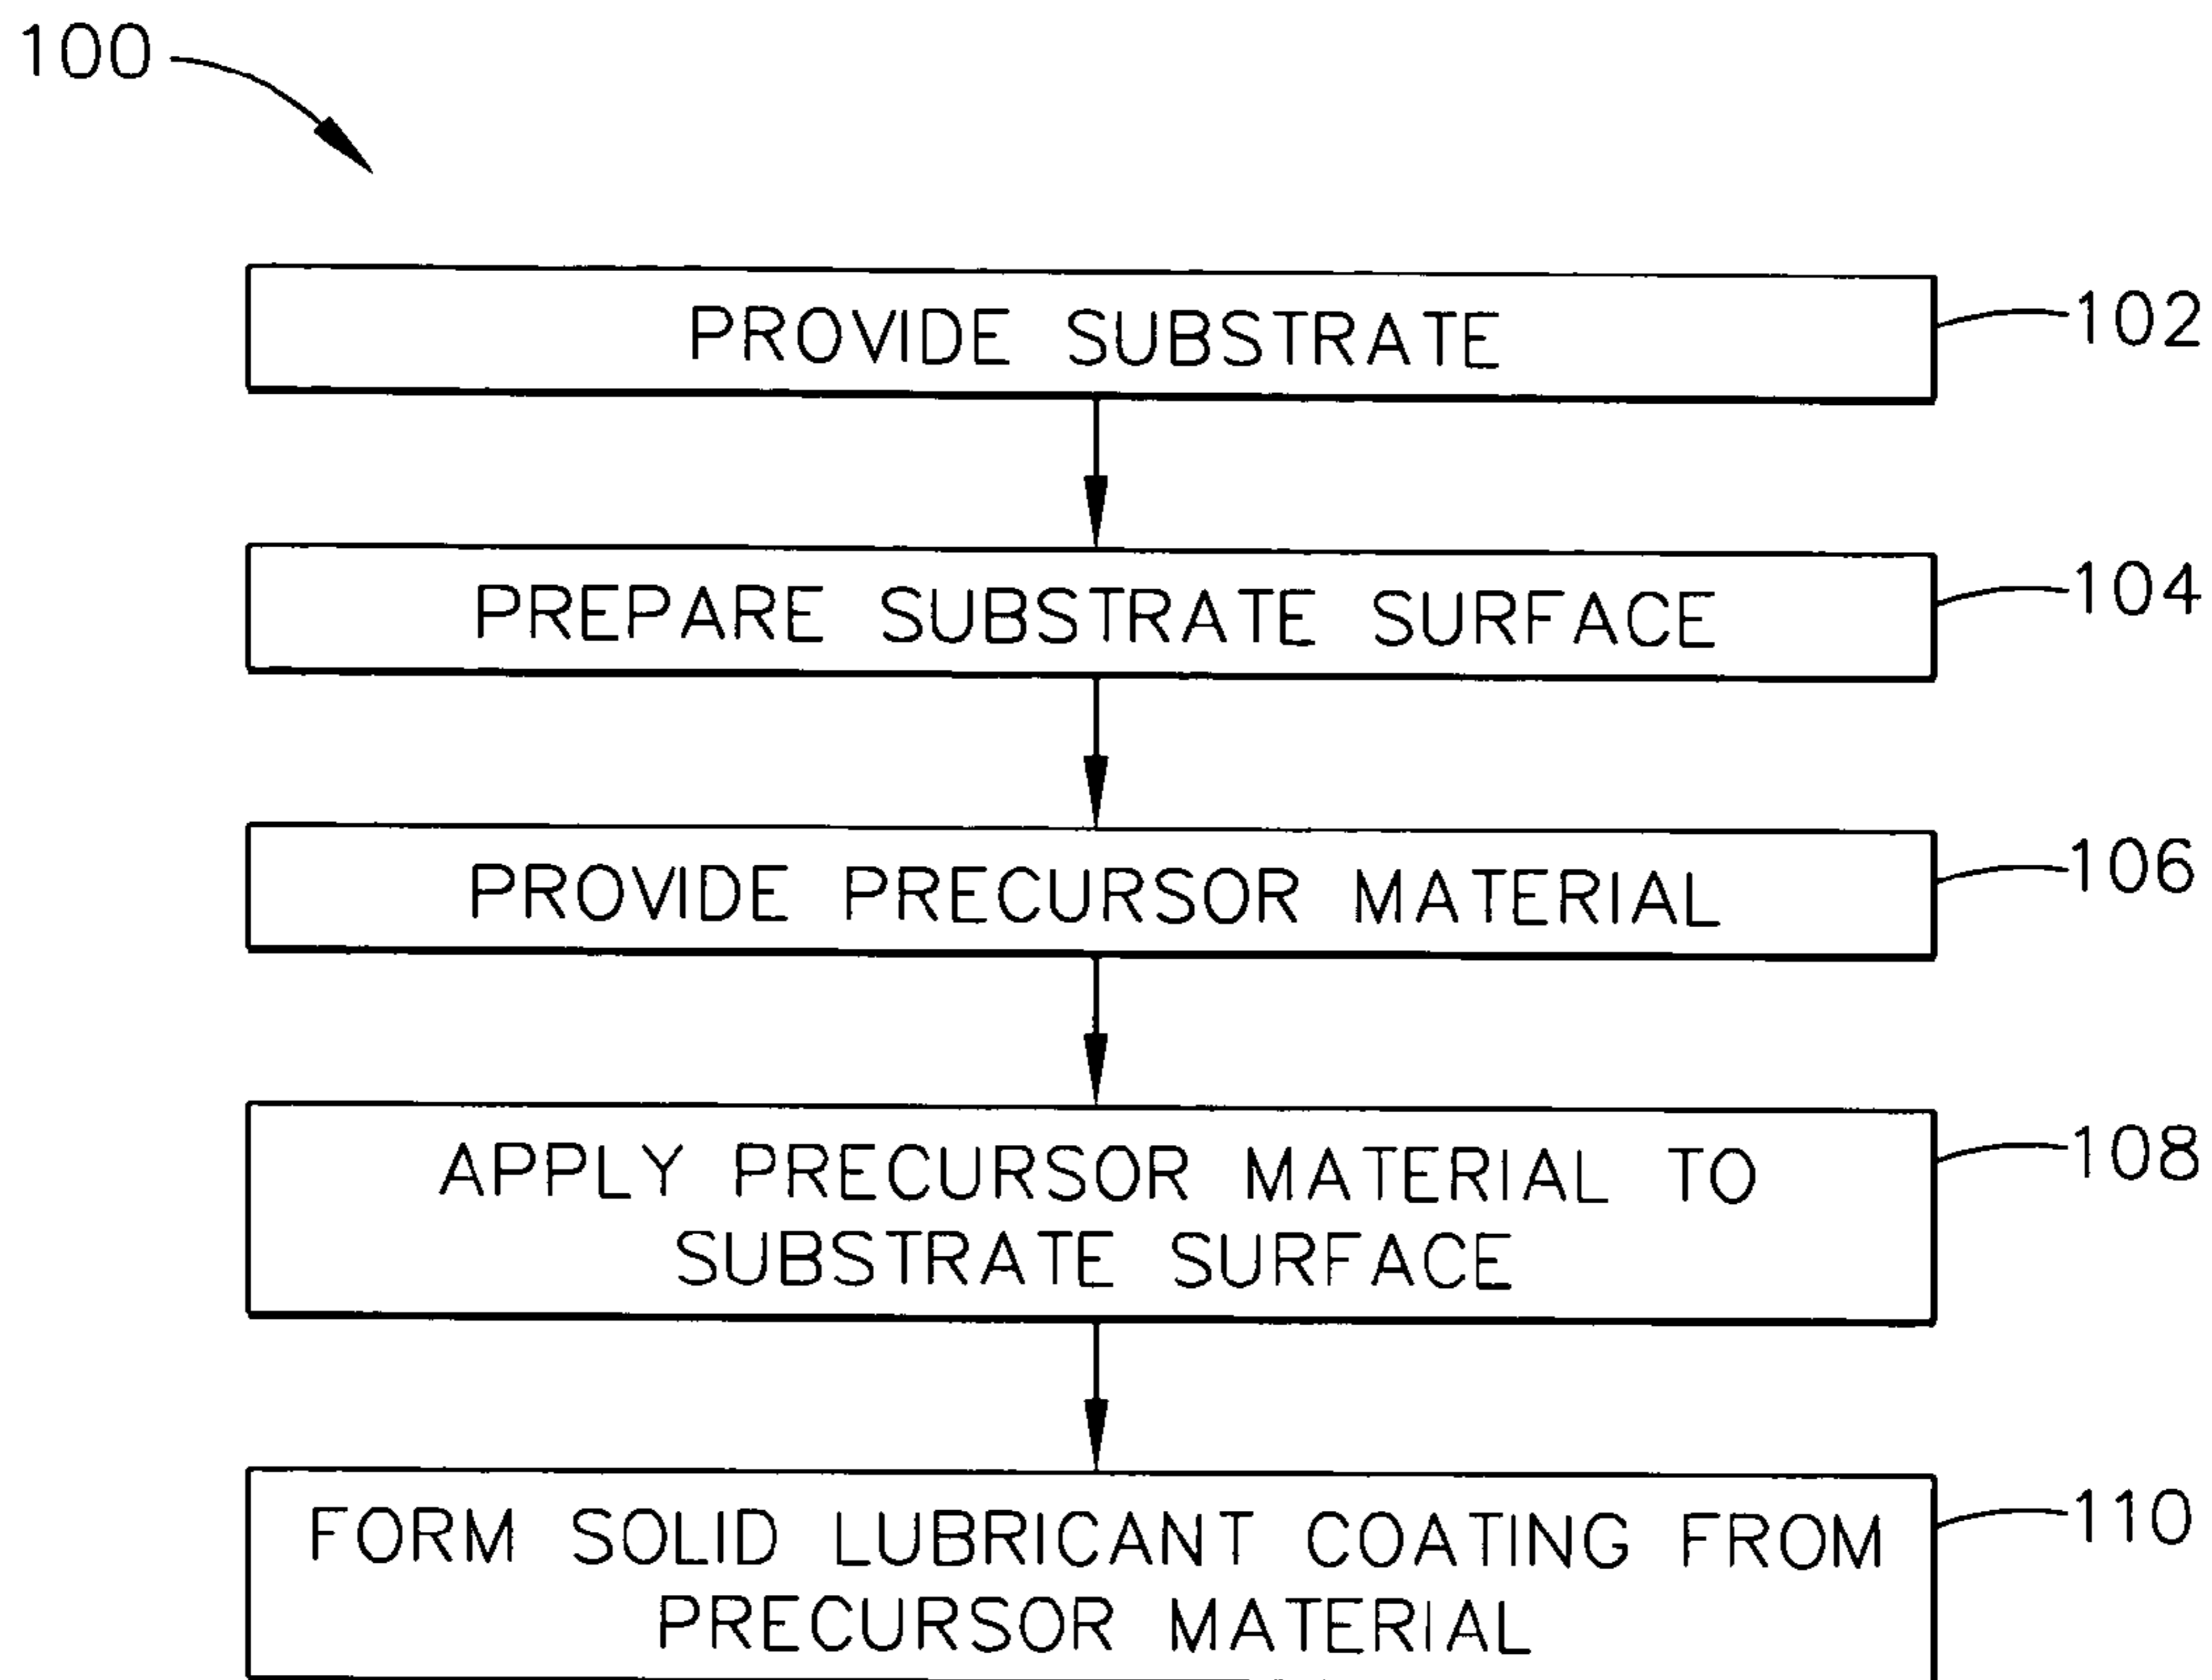 100
PROVIDE SUBSTRATE
102
PREPARE SUBSTRATE SURFACE
104
PROVIDE PRECURSOR MATERIAL
106
APPLY PRECURSOR MATERIAL TO
SUBSTRATE SURFACE
108
FORM SOLID LUBRICANT COATING FROM
PRECURSOR MATERIAL
110